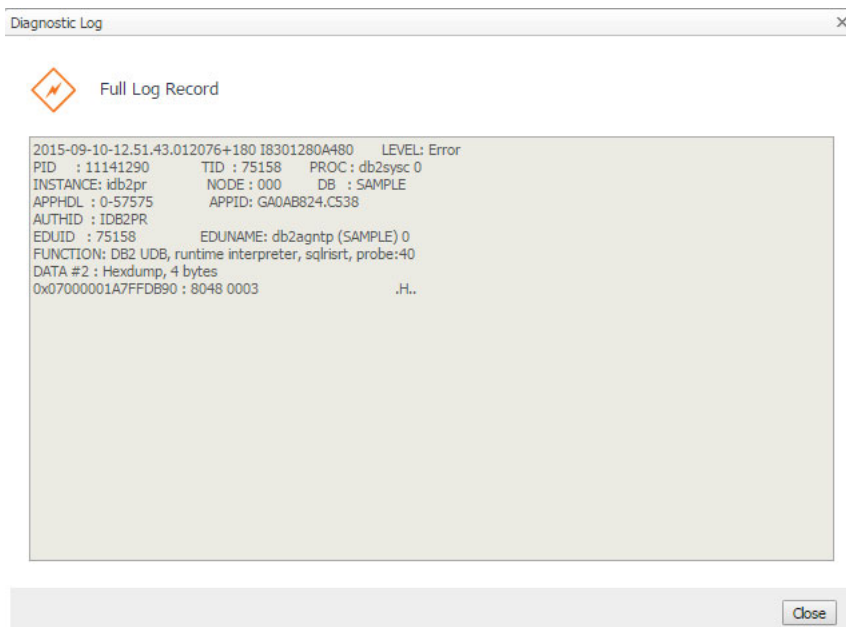 Diagnostic Log
Full Log Record
2015-09-10-12.51.43.012076+180 I8301280A480 LEVEL: Error
PID : 11141290 TID : 75158 PROC : db2sysc 0
INSTANCE: idb2pr NODE : 000 DB : SAMPLE
APPHDL : 0-57575 APPID: GA0AB824.C538
AUTHID : IDB2PR
EDUID : 75158 EDUNAME: db2agntp (SAMPLE) 0
FUNCTION: DB2 UDB, runtime interpreter, sqlrisrt, probe:40
DATA #2 : Hexdump, 4 bytes
0x07000001A7FFDB90 : 8048 0003 .H..
Close